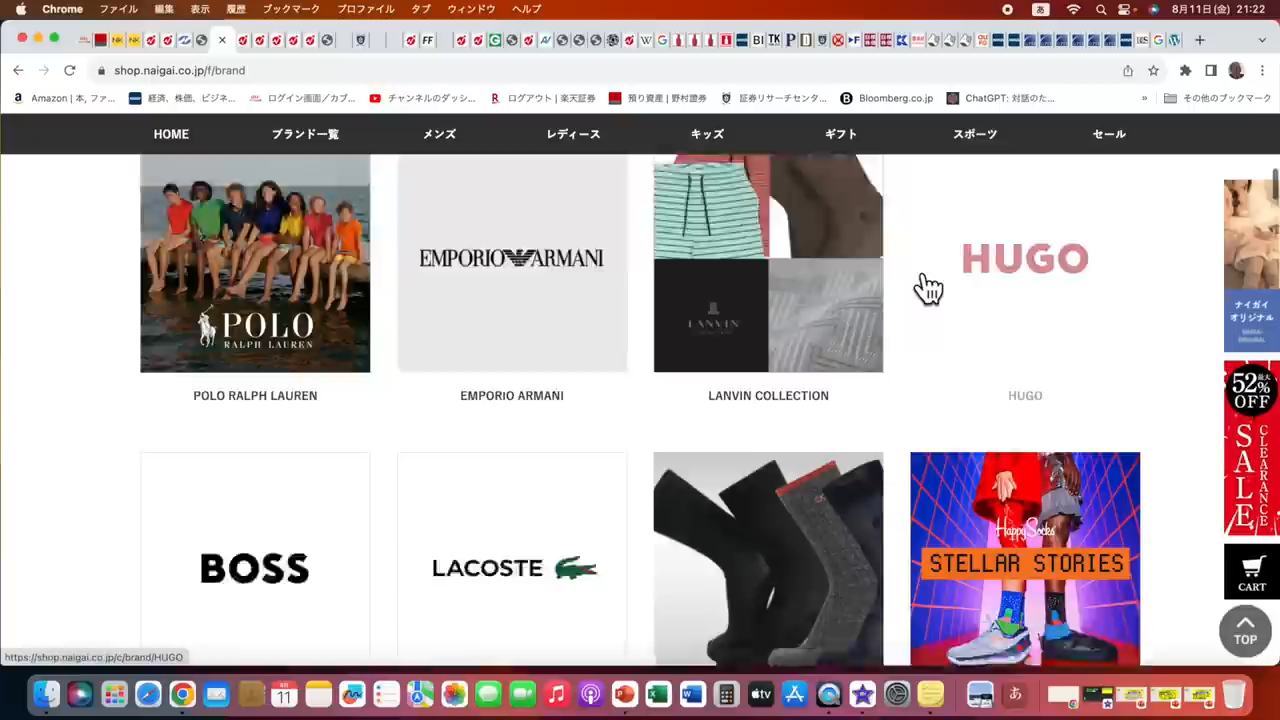 Chrome ファイル 編集 表示 履歴 ブックマーク プロファイル タブ ウィンドウ ヘルプ あ 8月11日(金) 21:22
shop.naigai.co.jp/f/brand
Amazon | 本, ファ... 経済、株価、ビジネ... ログイン画面／カブ... チャンネルのダッシ... ログアウト | 楽天証券 預り資産 | 野村證券 証券リサーチセンタ... Bloomberg.co.jp ChatGPT: 対話のた... » その他のブックマーク
HOME ブランド一覧 メンズ レディース キッズ ギフト スポーツ セール
POLO
RALPH LAUREN
EMPORIO ARMANI
LANVIN
HUGO
POLO RALPH LAUREN
EMPORIO ARMANI
LANVIN COLLECTION
HUGO
BOSS
LACOSTE
Happy Socks
STELLAR STORIES
ナイガイ
オリジナル
最大
52%
OFF
CLEARANCE
SALE
CART
TOP
https://shop.naigai.co.jp/c/brand/HUGO
11
tv
あ